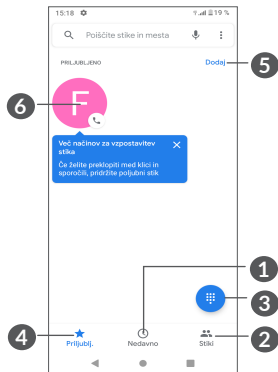 15:18 19 %
Poiščite stike in mesta
PRILJUBLJENO Dodaj
5
6
F
Več načinov za vzpostavitev
stika
Če želite preklopiti med klici in
sporočili, pridržite poljubni stik
1
3
4
2
Priljublj. Nedavno Stiki